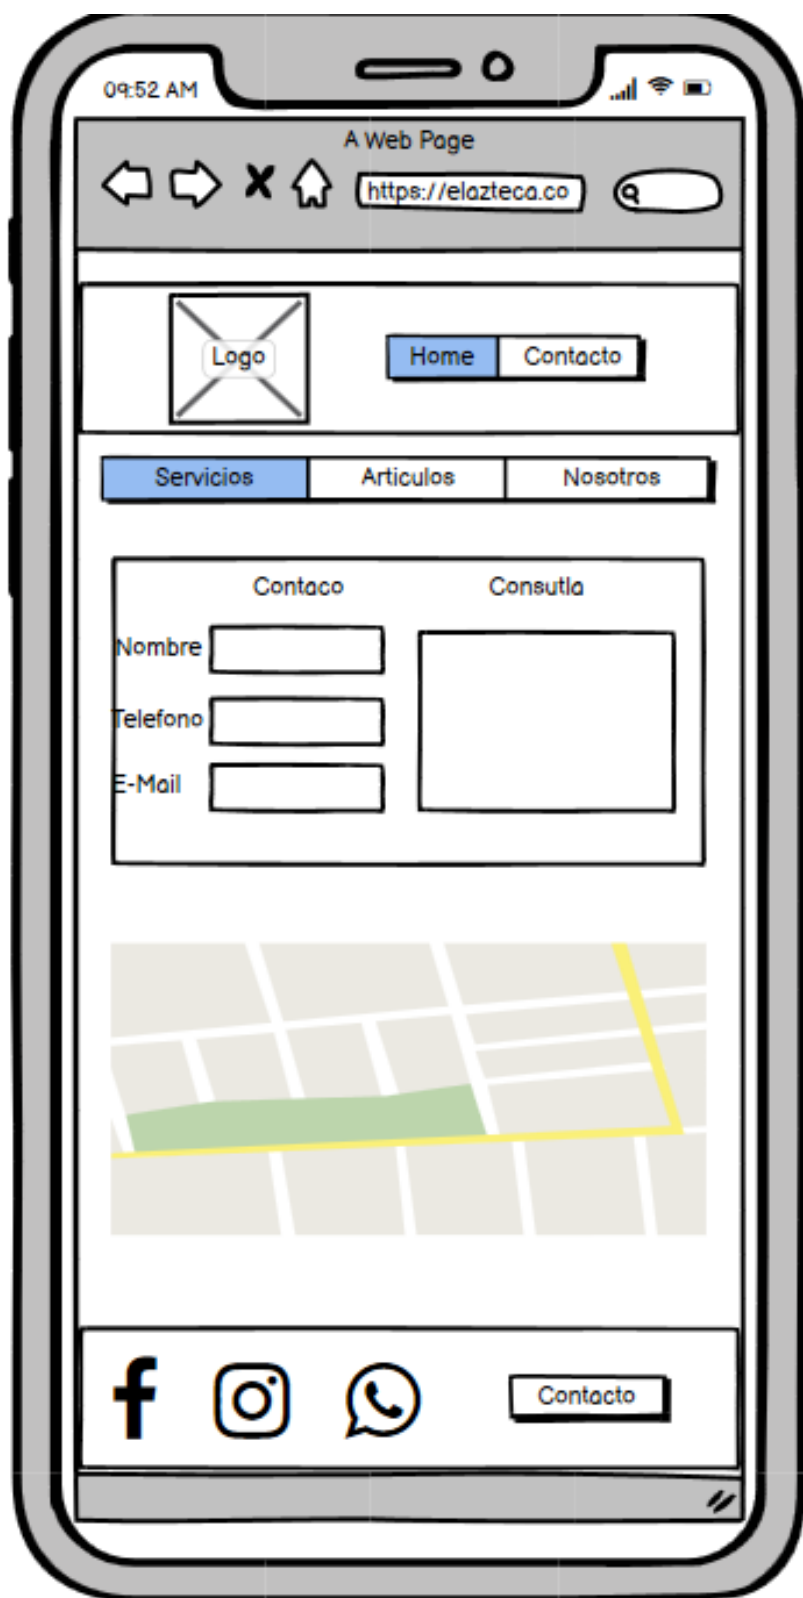 09:52 AM
A Web Page
https://elazteca.co
Logo
Home Contacto
Servicios Articulos Nosotros
Contaco Consutla
Nombre
Telefono
E-Mail
Contacto